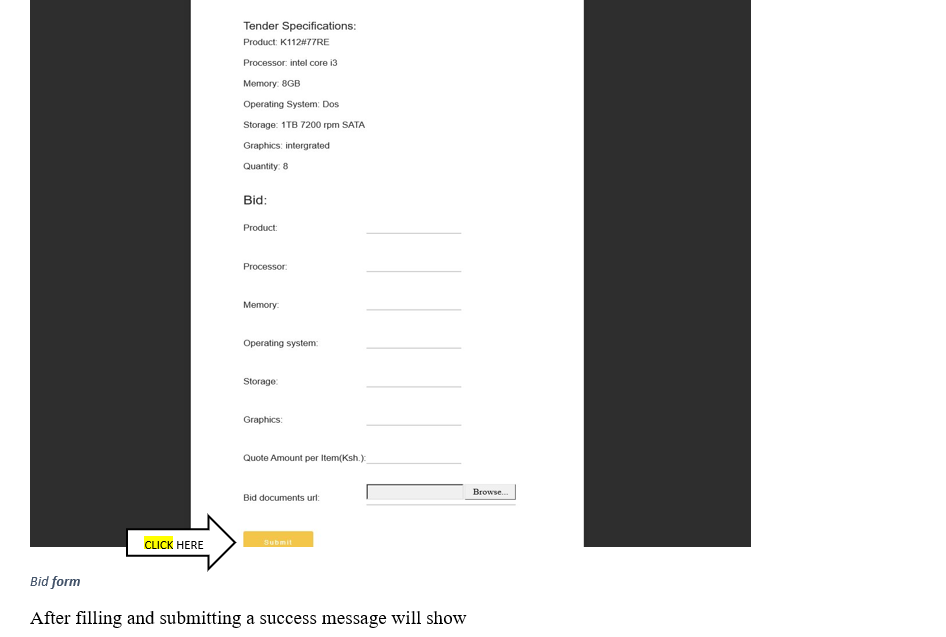 Tender Specifications:
Product: K112#77RE
Processor: intel core i3
Memory: 8GB
Operating System: Dos
Storage: 1TB 7200 rpm SATA
Graphics: intergrated
Quantity: 8
Bid:
Product:
Processor:
Memory:
Operating system:
Storage:
Graphics:
Quote Amount per Item(Ksh.):
Bid documents url: Browse...
CLICK HERE Submit
Bid form
After filling and submitting a success message will show